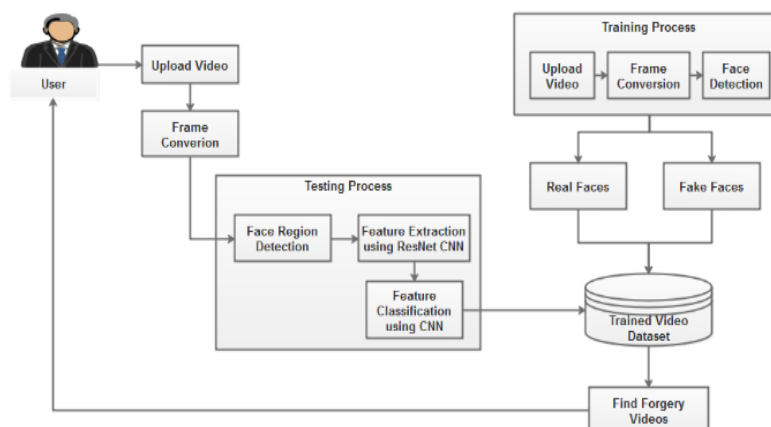 User
Upload Video
Frame
Converion
Testing Process
Face Region
Detection
Feature Extraction
using ResNet CNN
Feature
Classification
using CNN
Training Process
Upload
Video
Frame
Conversion
Face
Detection
Real Faces
Fake Faces
Trained Video
Dataset
Find Forgery
Videos